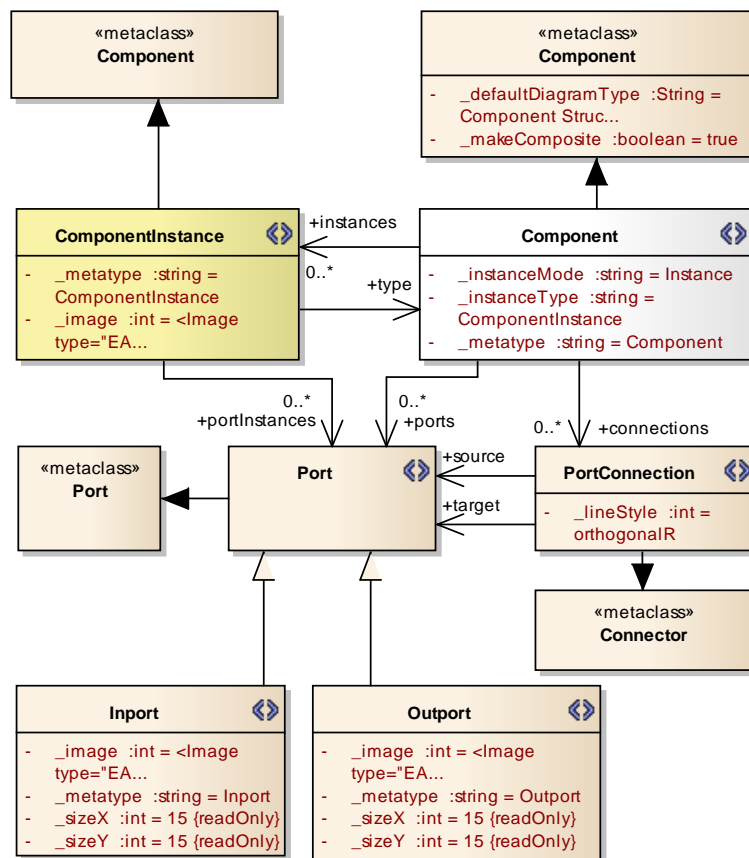 «metaclass»
Component
«metaclass»
Component
- _defaultDiagramType :String =
Component Struc...
- _makeComposite :boolean = true
ComponentInstance
- _metatype :string =
ComponentInstance
- _image :int = <Image
type="EA...
+instances
0..*
+type
Component
- _instanceMode :string = Instance
- _instanceType :string =
ComponentInstance
- _metatype :string = Component
0..*
+portInstances
0..*
+ports
0..*
+connections
«metaclass»
Port
Port
+source
+target
PortConnection
- _lineStyle :int =
orthogonalR
«metaclass»
Connector
Inport
- _image :int = <Image
type="EA...
- _metatype :string = Inport
- _sizeX :int = 15 {readOnly}
- _sizeY :int = 15 {readOnly}
Outport
- _image :int = <Image
type="EA...
- _metatype :string = Outport
- _sizeX :int = 15 {readOnly}
- _sizeY :int = 15 {readOnly}